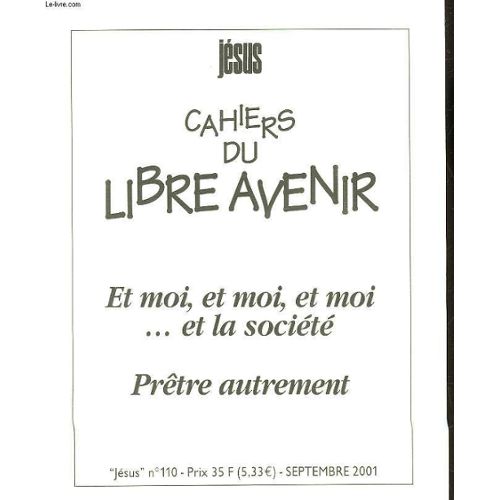 Le-livre.com
jésus
CAHIERS
DU
LIBRE AVENIR
Et moi, et moi, et moi
... et la société
Prêtre autrement
"Jésus" n°110 - Prix 35 F (5,33€) - SEPTEMBRE 2001